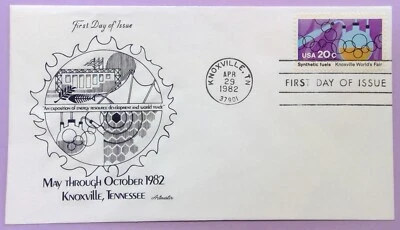 First Day of Issue
"An exposition of energy resource development and world trade"
MAY THROUGH OCTOBER 1982
KNOXVILLE, TENNESSEE
Artmaster
KNOXVILLE, TN
APR
29
1982
37901
USA 20c
Synthetic fuels Knoxville World's Fair
FIRST DAY OF ISSUE